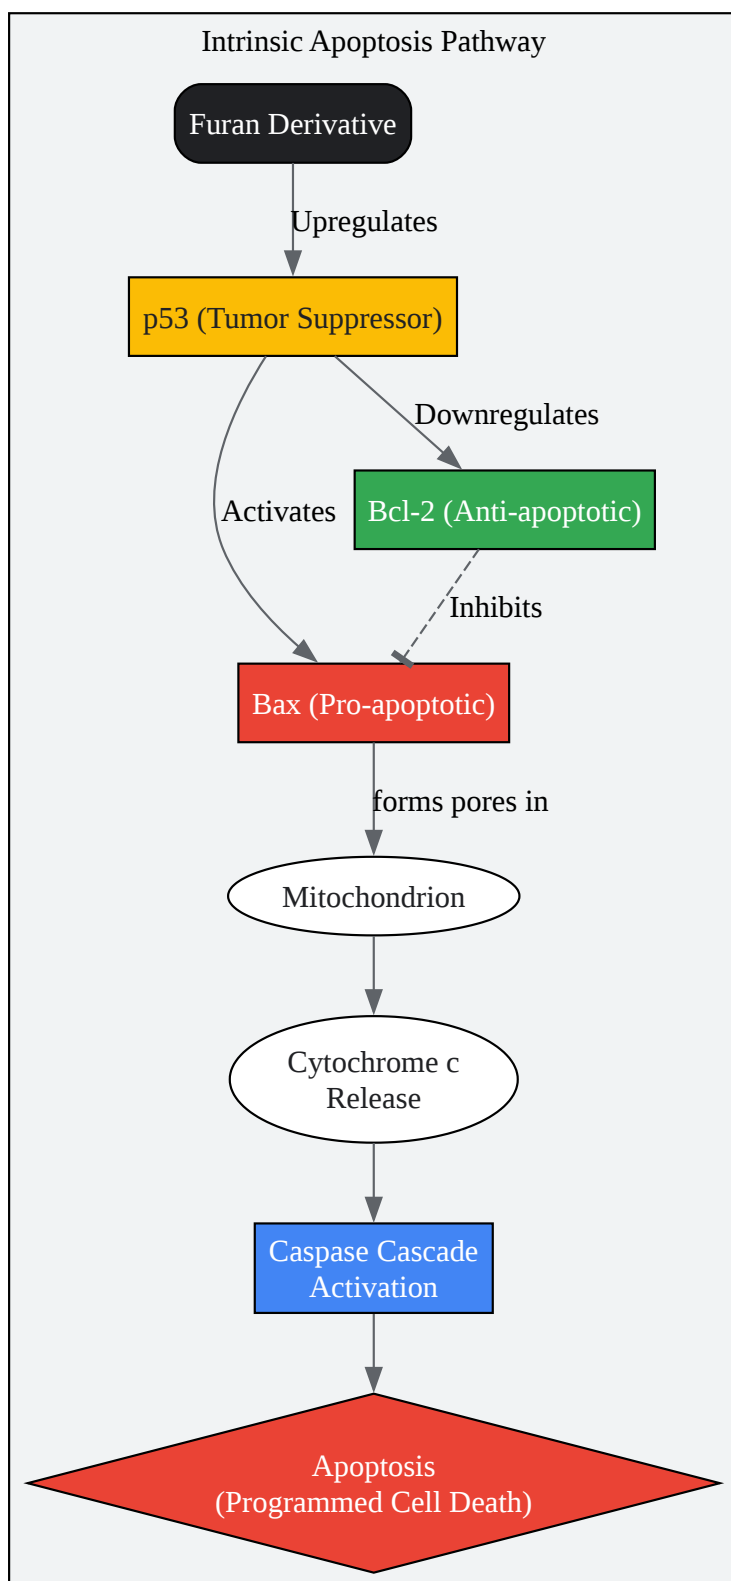 Intrinsic Apoptosis Pathway
Furan Derivative
Upregulates
p53 (Tumor Suppressor)
Downregulates
Activates
Bcl-2 (Anti-apoptotic)
Inhibits
Bax (Pro-apoptotic)
forms pores in
Mitochondrion
Cytochrome c
Release
Caspase Cascade
Activation
Apoptosis
(Programmed Cell Death)